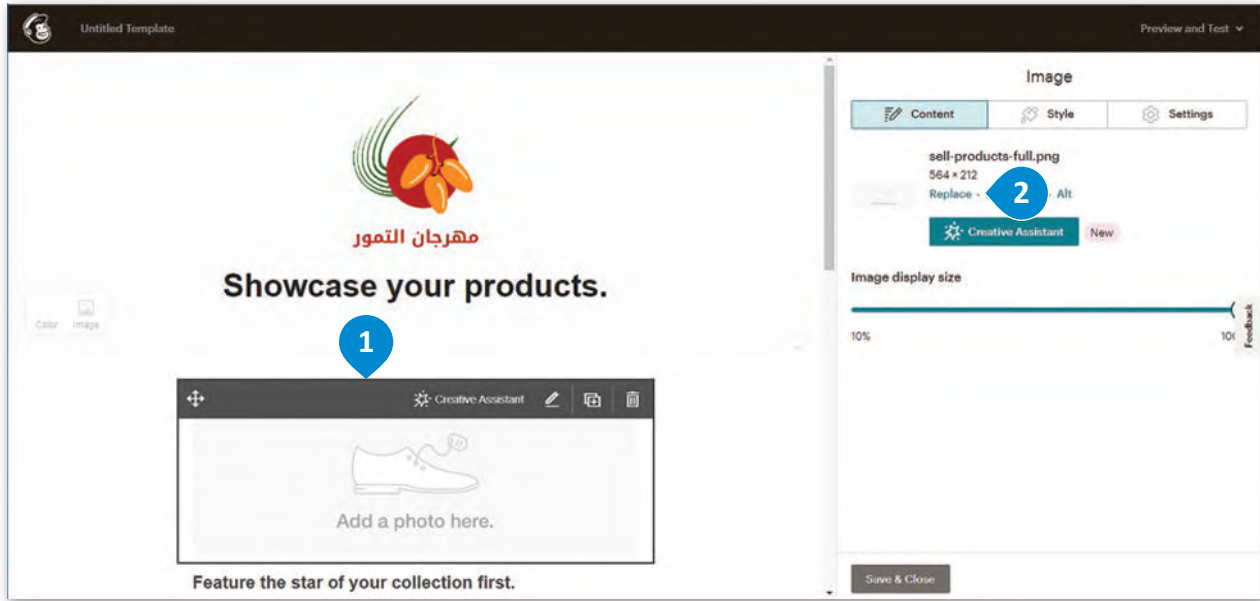 Untitled Template
Preview and Test
مهرجان التمور
Showcase your products.
Color Image
1
Creative Assistant
Add a photo here.
Feature the star of your collection first.
Image
Content Style Settings
sell-products-full.png
564 × 212
Replace · 2 · Alt
Creative Assistant New
Image display size
10% 100
Feedback
Save & Close